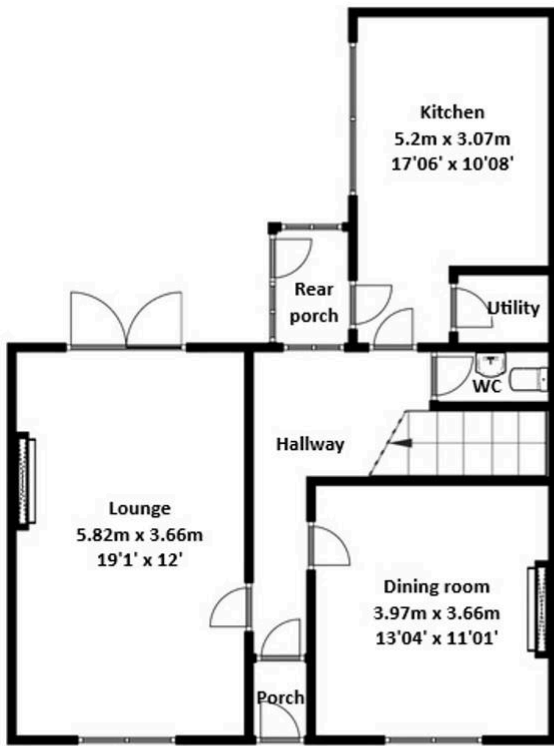 Kitchen
5.2m x 3.07m
17'06' x 10'08'
Rear
porch
Utility
WC
Hallway
Lounge
5.82m x 3.66m
19'1' x 12'
Dining room
3.97m x 3.66m
13'04' x 11'01'
Porch